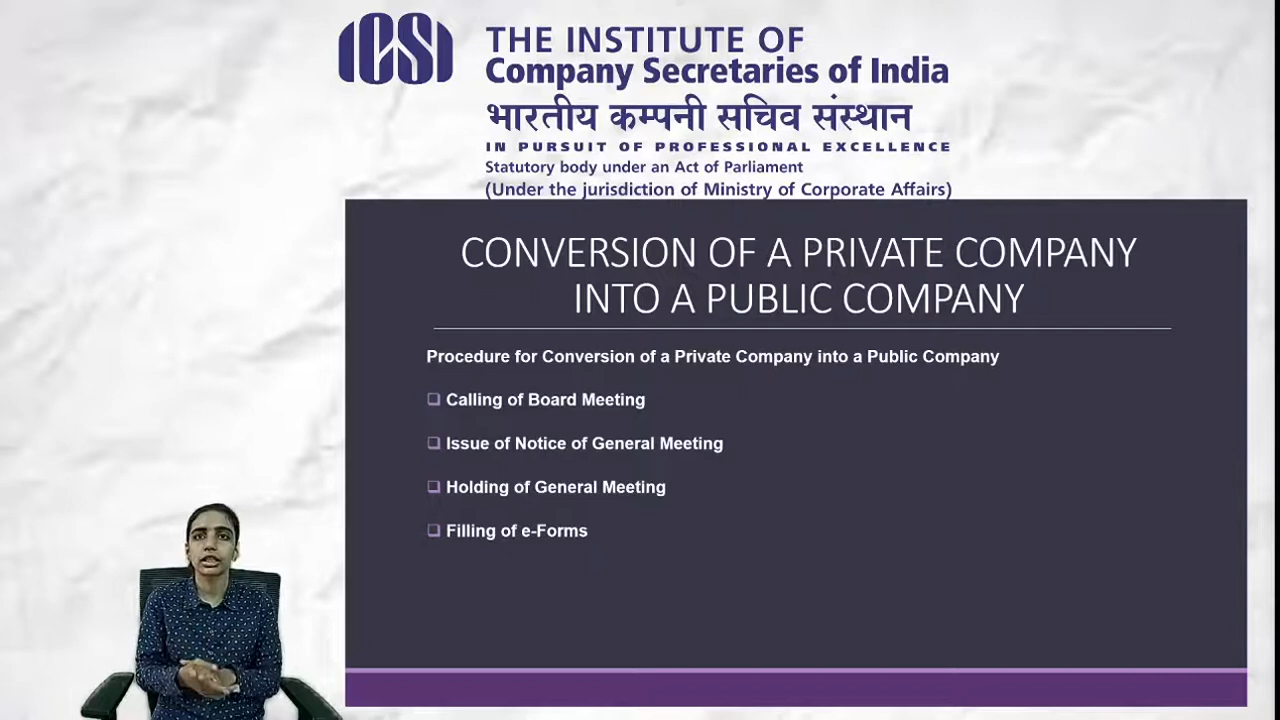 ICSI
THE INSTITUTE OF
Company Secretaries of India
भारतीय कम्पनी सचिव संस्थान
IN PURSUIT OF PROFESSIONAL EXCELLENCE
Statutory body under an Act of Parliament
(Under the jurisdiction of Ministry of Corporate Affairs)
CONVERSION OF A PRIVATE COMPANY
INTO A PUBLIC COMPANY
Procedure for Conversion of a Private Company into a Public Company
❑ Calling of Board Meeting
❑ Issue of Notice of General Meeting
❑ Holding of General Meeting
❑ Filling of e-Forms